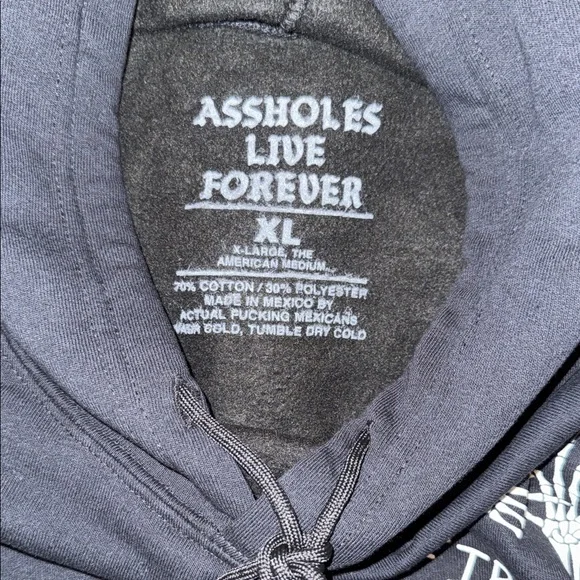 ASSHOLES
LIVE
FOREVER
XL
X-LARGE, THE
AMERICAN MEDIUM
70% COTTON / 30% POLYESTER
MADE IN MEXICO BY
ACTUAL FUCKING MEXICANS
WASH COLD, TUMBLE DRY COLD